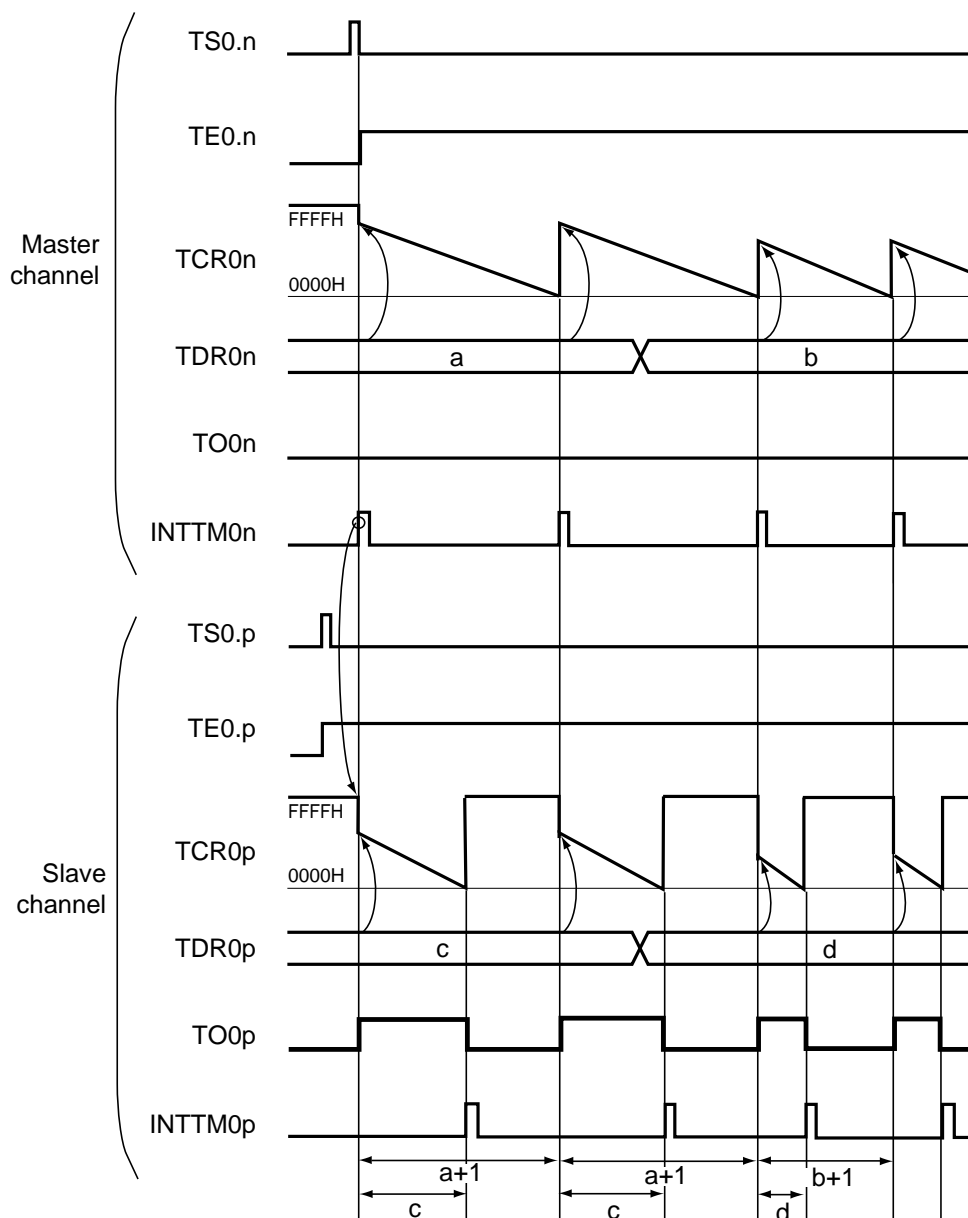 TS0.n
TE0.n
FFFFH
Master
channel
TCR0n
0000H
TDR0n
a
b
TO0n
INTTM0n
TS0.p
TE0.p
FFFFH
Slave
channel
TCR0p
0000H
TDR0p
c
d
TO0p
INTTM0p
a+1
a+1
b+1
c
c
d